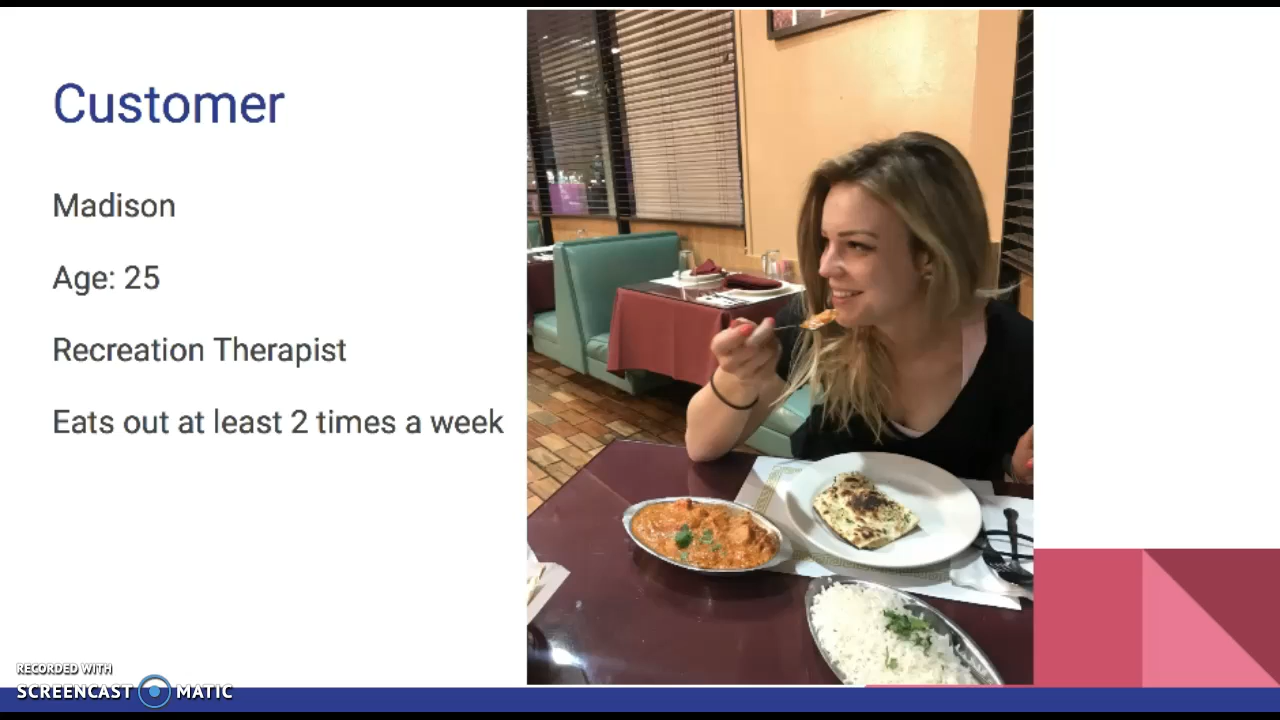 Customer
Madison
Age: 25
Recreation Therapist
Eats out at least 2 times a week
RECORDED WITH
SCREENCAST MATIC